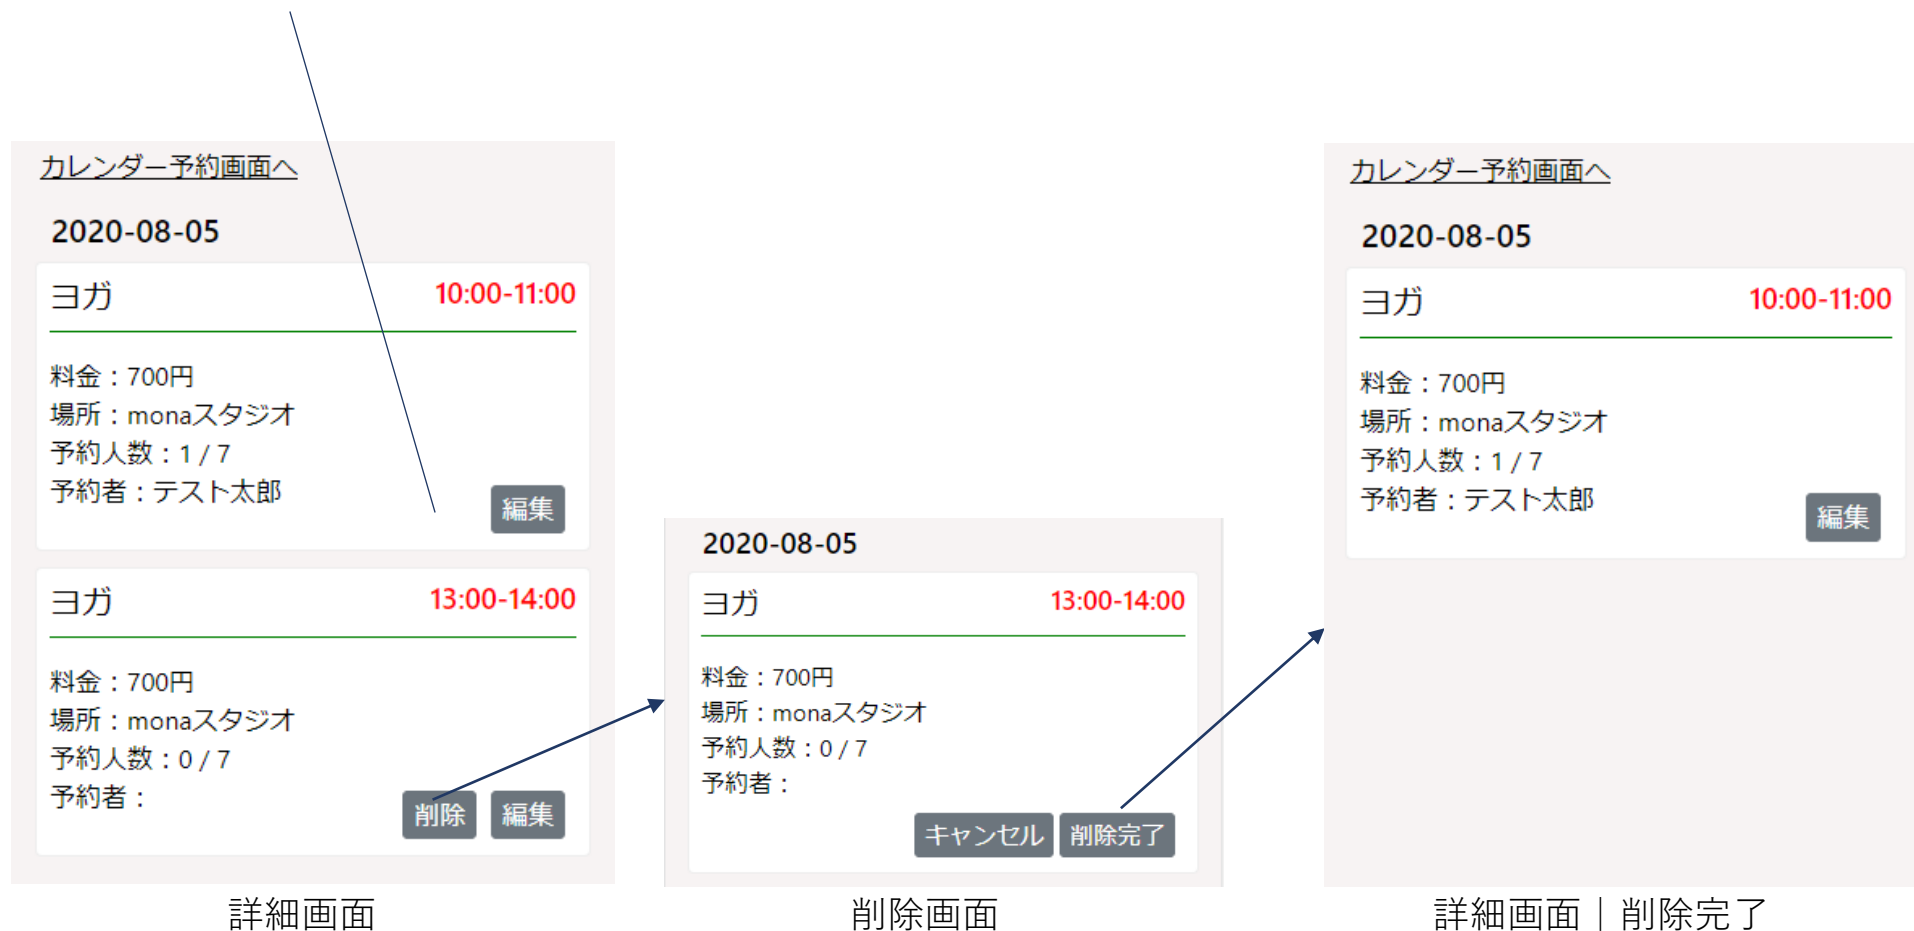 カレンダー予約画面へ
2020-08-05
ヨガ 10:00-11:00
料金：700円
場所：monaスタジオ
予約人数：1 / 7
予約者：テスト太郎
編集
ヨガ 13:00-14:00
料金：700円
場所：monaスタジオ
予約人数：0 / 7
予約者：
削除 編集
詳細画面
2020-08-05
ヨガ 13:00-14:00
料金：700円
場所：monaスタジオ
予約人数：0 / 7
予約者：
キャンセル 削除完了
削除画面
カレンダー予約画面へ
2020-08-05
ヨガ 10:00-11:00
料金：700円
場所：monaスタジオ
予約人数：1 / 7
予約者：テスト太郎
編集
詳細画面｜削除完了